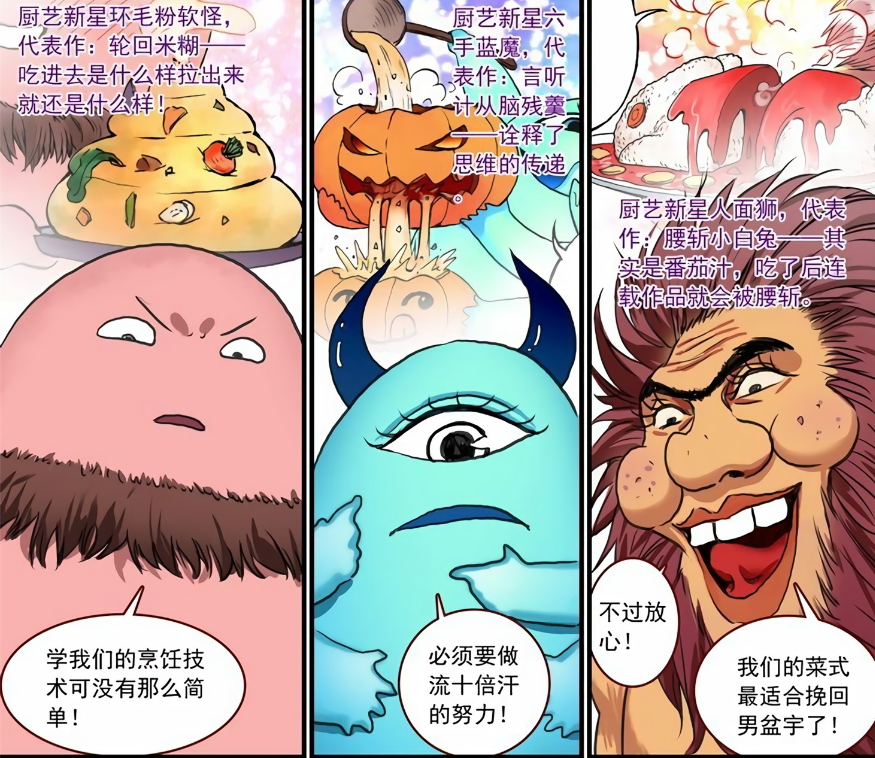 厨艺新星环毛粉软怪，
代表作：轮回米糊——
吃进去是什么样拉出来
就还是什么样！
学我们的烹饪技
术可没有那么简
单！
厨艺新星六
手蓝魔，代
表作：言听
计从脑残羹
——诠释了
思维的传递
。
必须要做
流十倍汗
的努力！
厨艺新星人面狮，代表
作：腰斩小白兔——其
实是番茄汁，吃了后连
载作品就会被腰斩。
不过放
心！
我们的菜式
最适合挽回
男盆宇了！